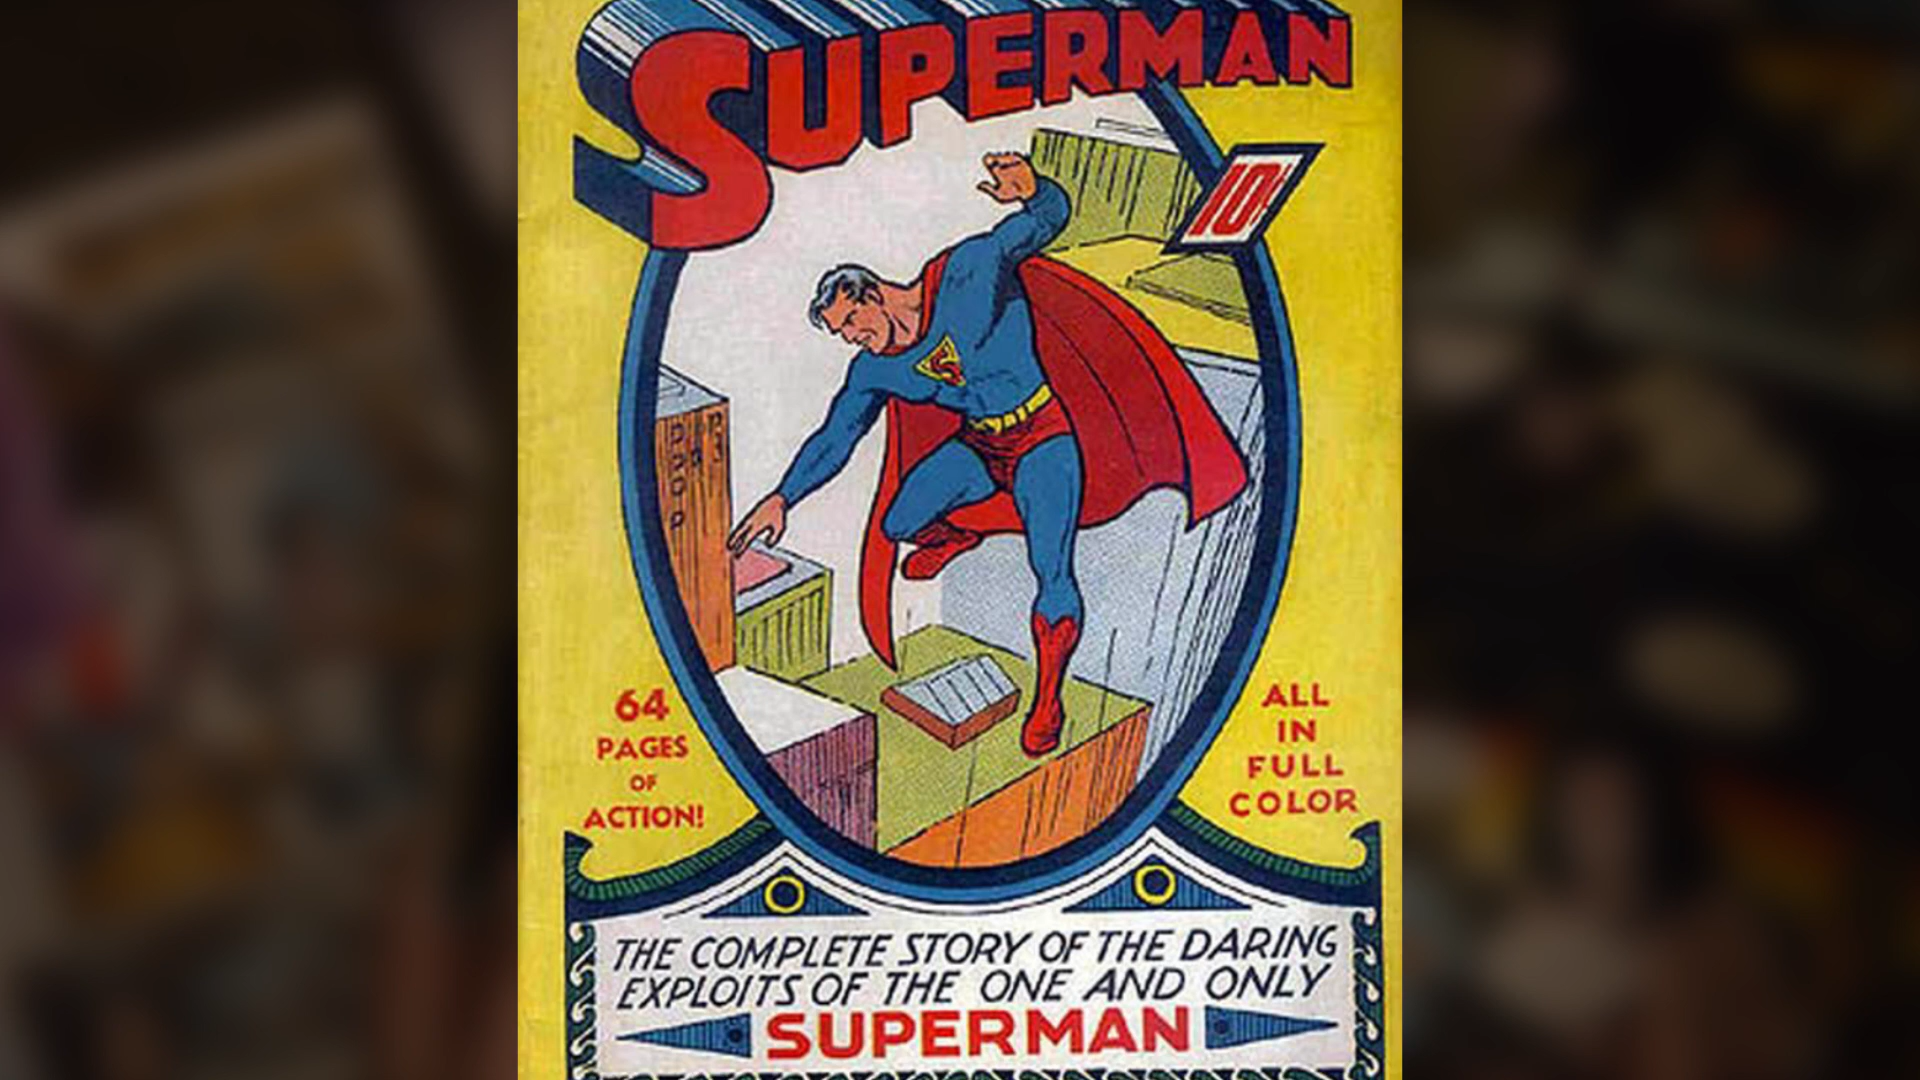 SUPERMAN
10¢
64
PAGES
OF
ACTION!
ALL
IN
FULL
COLOR
THE COMPLETE STORY OF THE DARING
EXPLOITS OF THE ONE AND ONLY
SUPERMAN